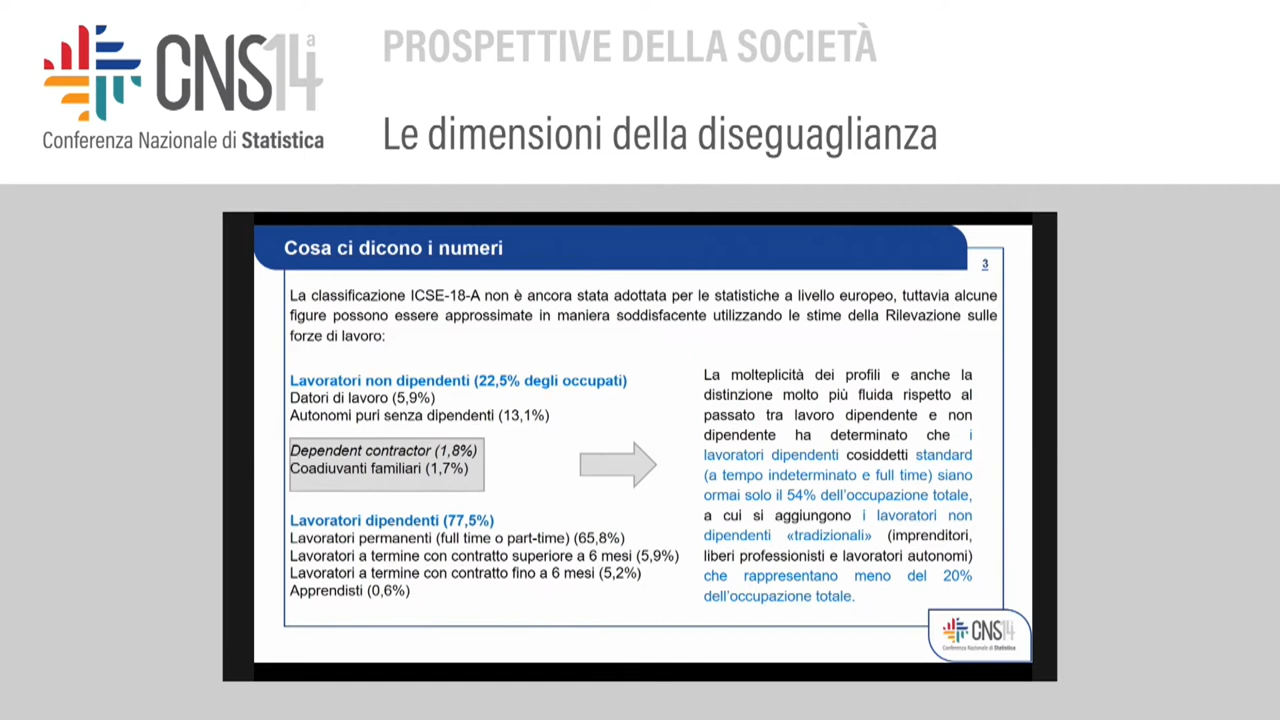 CNS14a
Conferenza Nazionale di Statistica
PROSPETTIVE DELLA SOCIETÀ
Le dimensioni della diseguaglianza
Cosa ci dicono i numeri
3
La classificazione ICSE-18-A non è ancora stata adottata per le statistiche a livello europeo, tuttavia alcune
figure possono essere approssimate in maniera soddisfacente utilizzando le stime della Rilevazione sulle
forze di lavoro:
Lavoratori non dipendenti (22,5% degli occupati)
Datori di lavoro (5,9%)
Autonomi puri senza dipendenti (13,1%)
Dependent contractor (1,8%)
Coadiuvanti familiari (1,7%)
Lavoratori dipendenti (77,5%)
Lavoratori permanenti (full time o part-time) (65,8%)
Lavoratori a termine con contratto superiore a 6 mesi (5,9%)
Lavoratori a termine con contratto fino a 6 mesi (5,2%)
Apprendisti (0,6%)
La molteplicità dei profili e anche la
distinzione molto più fluida rispetto al
passato tra lavoro dipendente e non
dipendente ha determinato che i
lavoratori dipendenti cosiddetti standard
(a tempo indeterminato e full time) siano
ormai solo il 54% dell'occupazione totale,
a cui si aggiungono i lavoratori non
dipendenti «tradizionali» (imprenditori,
liberi professionisti e lavoratori autonomi)
che rappresentano meno del 20%
dell'occupazione totale.
CNS14
Conferenza Nazionale di Statistica